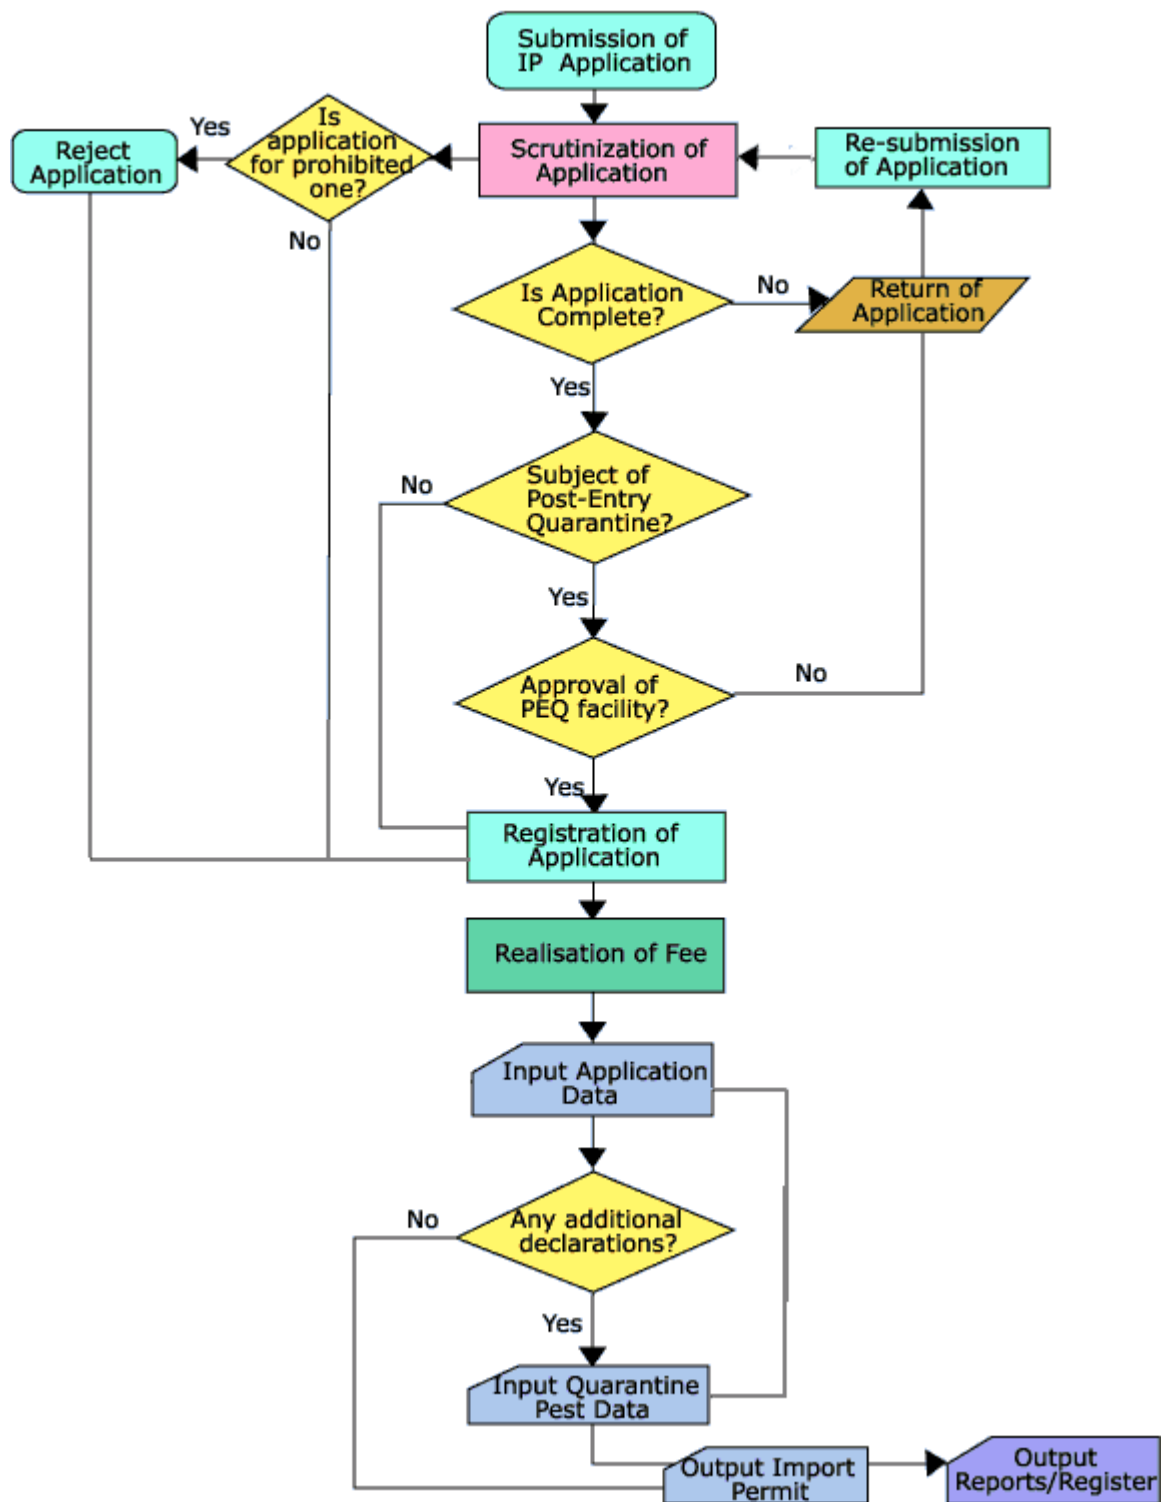 Submission of
IP Application
Is
application
for prohibited
one?
Yes
Reject
Application
No
Scrutinization of
Application
Re-submission
of Application
Is Application
Complete?
No
Return of
Application
Yes
Subject of
Post-Entry
Quarantine?
No
Yes
Approval of
PEQ facility?
No
Yes
Registration of
Application
Realisation of Fee
Input Application
Data
Any additional
declarations?
No
Yes
Input Quarantine
Pest Data
Output Import
Permit
Output
Reports/Register